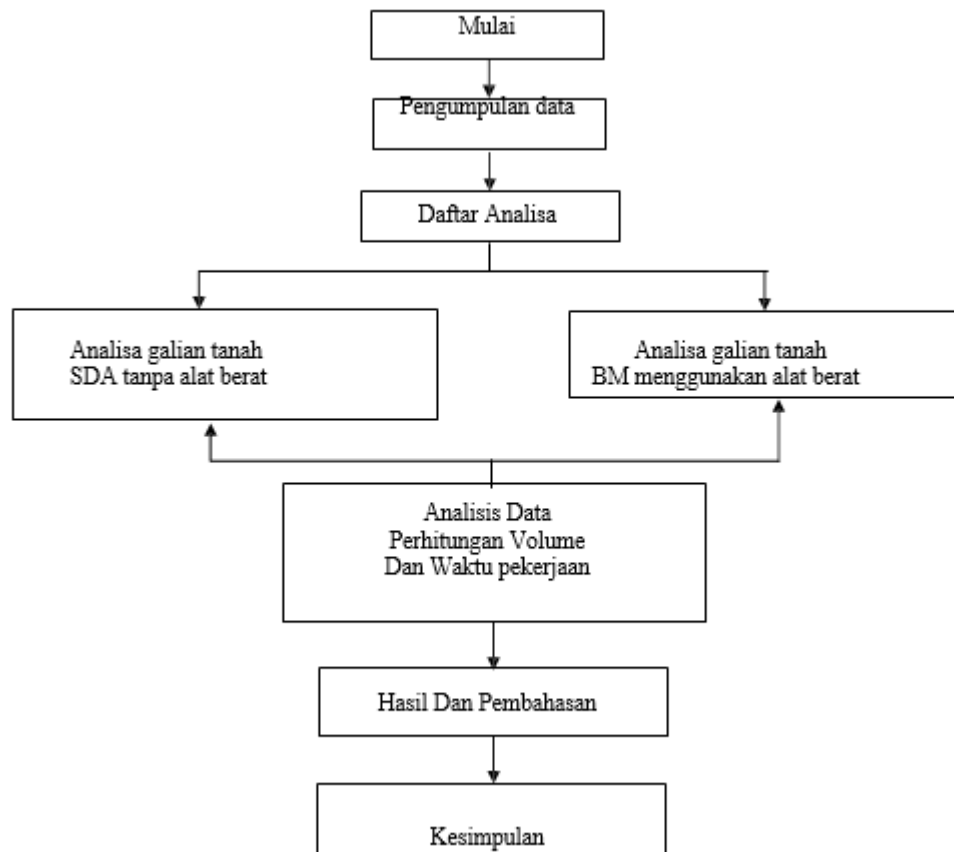 Mulai
Pengumpulan data
Daftar Analisa
Analisa galian tanah
SDA tanpa alat berat
Analisa galian tanah
BM menggunakan alat berat
Analisis Data
Perhitungan Volume
Dan Waktu pekerjaan
Hasil Dan Pembahasan
Kesimpulan